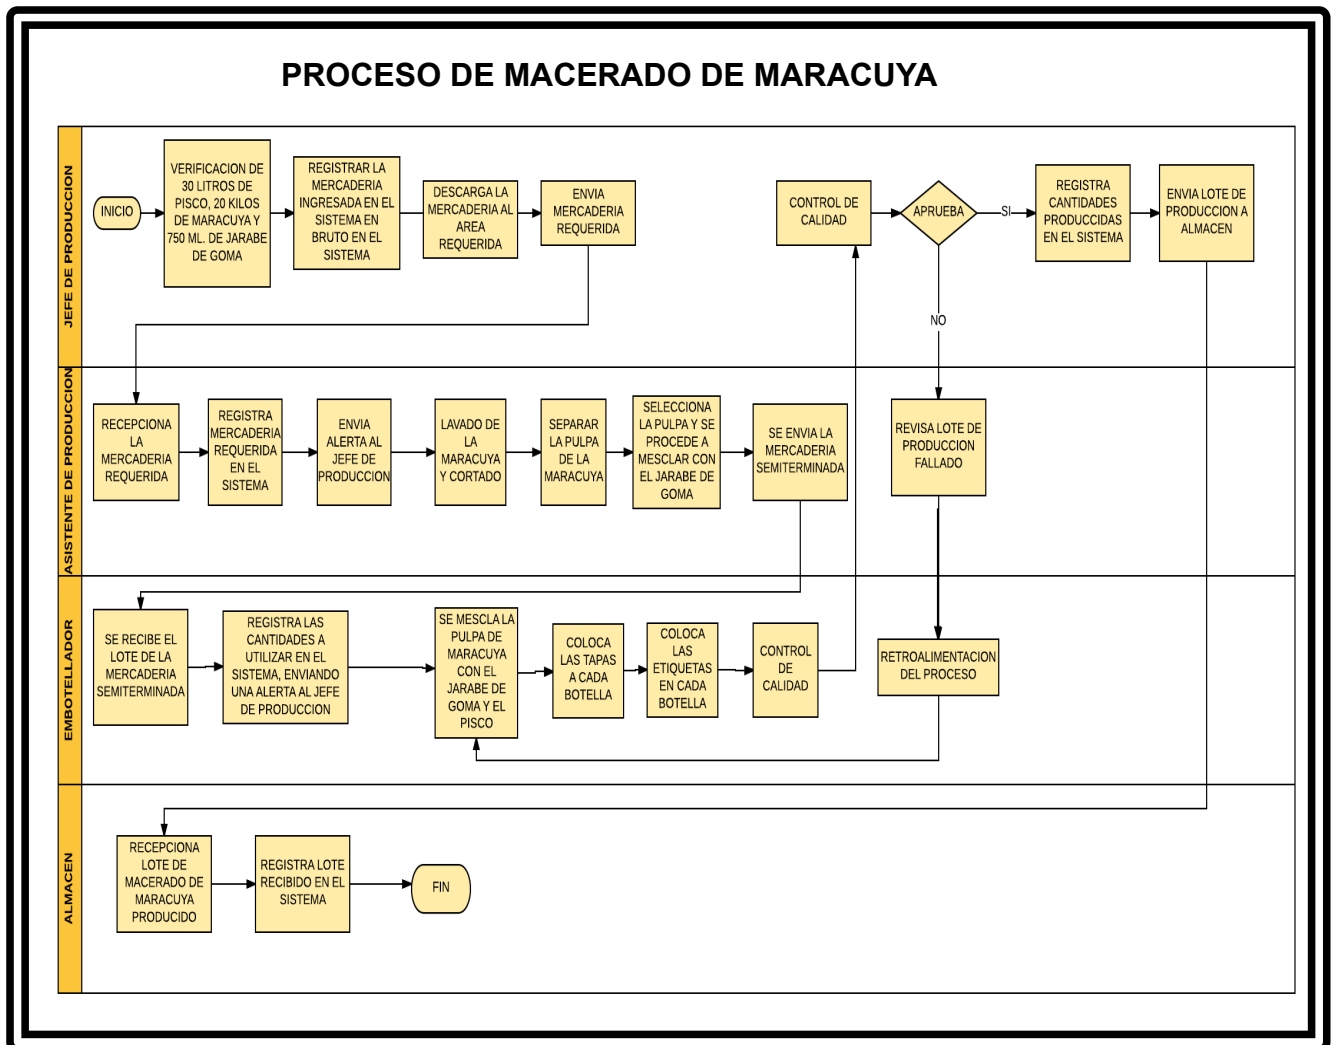 PROCESO DE MACERADO DE MARACUYA
JEFE DE PRODUCCION
INICIO
VERIFICACION DE
30 LITROS DE
PISCO, 20 KILOS
DE MARACUYA Y
750 ML. DE JARABE
DE GOMA
REGISTRAR LA
MERCADERIA
INGRESADA EN EL
SISTEMA EN
BRUTO EN EL
SISTEMA
DESCARGA LA
MERCADERIA AL
AREA
REQUERIDA
ENVIA
MERCADERIA
REQUERIDA
CONTROL DE
CALIDAD
APRUEBA
SI
NO
REGISTRA
CANTIDADES
PRODUCCIDAS
EN EL SISTEMA
ENVIA LOTE DE
PRODUCCION A
ALMACEN
ASISTENTE DE PRODUCCION
RECEPCIONA
LA
MERCADERIA
REQUERIDA
REGISTRA
MERCADERIA
REQUERIDA
EN EL
SISTEMA
ENVIA
ALERTA AL
JEFE DE
PRODUCCION
LAVADO DE
LA
MARACUYA
Y CORTADO
SEPARAR
LA PULPA
DE LA
MARACUYA
SELECCIONA
LA PULPA Y SE
PROCEDE A
MESCLAR CON
EL JARABE DE
GOMA
SE ENVIA LA
MERCADERIA
SEMITERMINADA
REVISA LOTE DE
PRODUCCION
FALLADO
EMBOTELLADOR
SE RECIBE EL
LOTE DE LA
MERCADERIA
SEMITERMINADA
REGISTRA LAS
CANTIDADES A
UTILIZAR EN EL
SISTEMA, ENVIANDO
UNA ALERTA AL JEFE
DE PRODUCCION
SE MESCLA LA
PULPA DE
MARACUYA
CON EL
JARABE DE
GOMA Y EL
PISCO
COLOCA
LAS TAPAS
A CADA
BOTELLA
COLOCA
LAS
ETIQUETAS
EN CADA
BOTELLA
CONTROL
DE
CALIDAD
RETROALIMENTACION
DEL PROCESO
ALMACEN
RECEPCIONA
LOTE DE
MACERADO DE
MARACUYA
PRODUCIDO
REGISTRA LOTE
RECIBIDO EN EL
SISTEMA
FIN